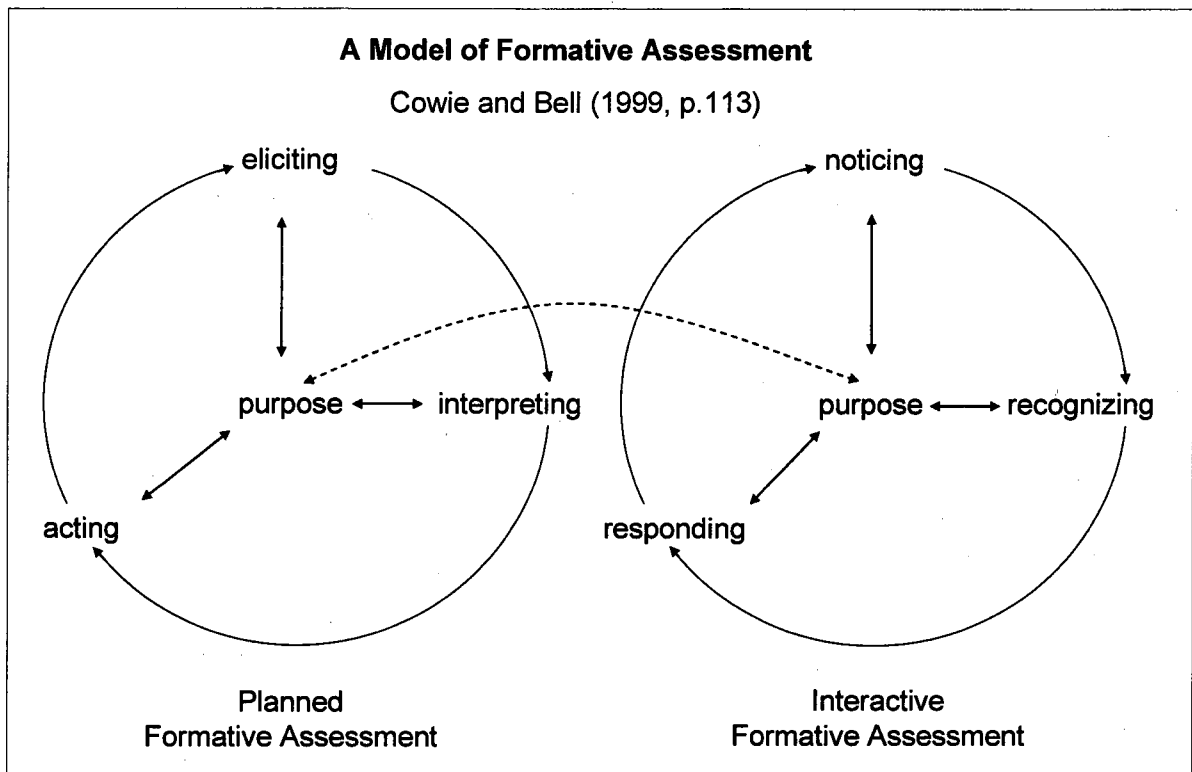 A Model of Formative Assessment
Cowie and Bell (1999, p.113)
eliciting
purpose
interpreting
acting
Planned
Formative Assessment
noticing
purpose
recognizing
responding
Interactive
Formative Assessment